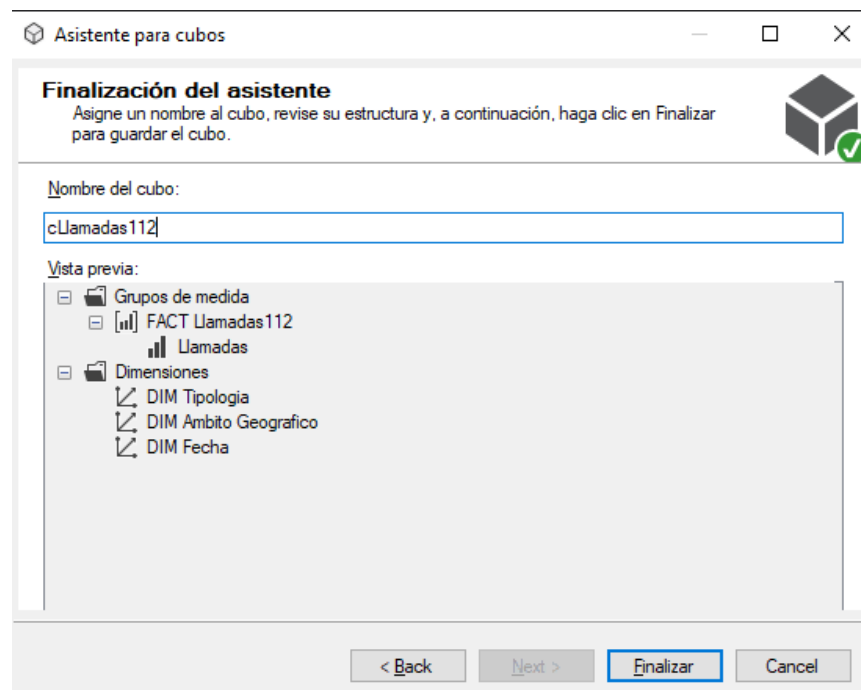 Asistente para cubos
Finalización del asistente
Asigne un nombre al cubo, revise su estructura y, a continuación, haga clic en Finalizar
para guardar el cubo.
Nombre del cubo:
cLlamadas112
Vista previa:
Grupos de medida
FACT Llamadas112
Llamadas
Dimensiones
DIM Tipologia
DIM Ambito Geografico
DIM Fecha
< Back
Next >
Finalizar
Cancel